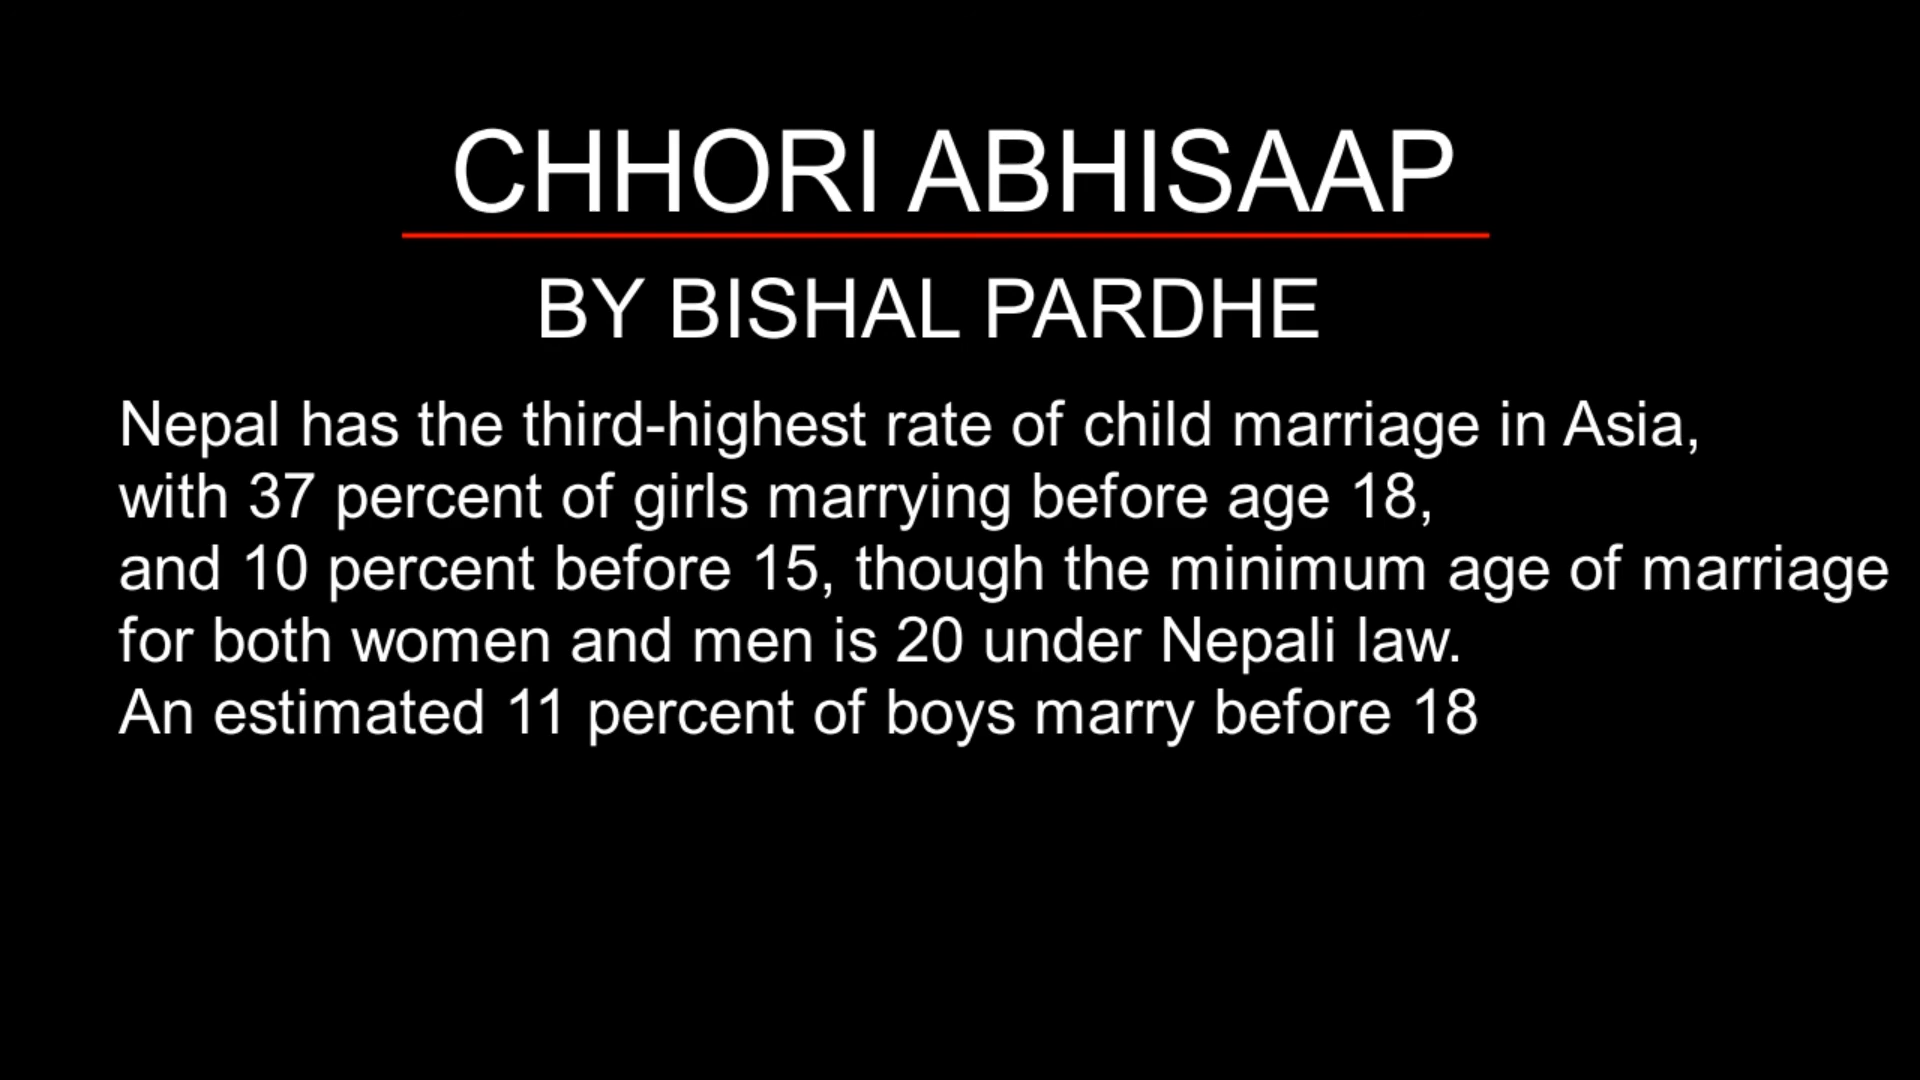 CHHORI ABHISAAP
BY BISHAL PARDHE
Nepal has the third-highest rate of child marriage in Asia,
with 37 percent of girls marrying before age 18,
and 10 percent before 15, though the minimum age of marriage
for both women and men is 20 under Nepali law.
An estimated 11 percent of boys marry before 18